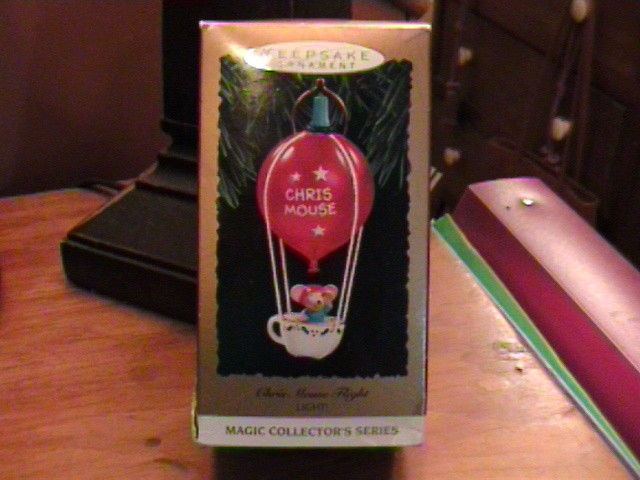 KEEPSAKE
ORNAMENT
CHRIS
MOUSE
Chris Mouse Flight
LIGHT!
MAGIC COLLECTOR'S SERIES